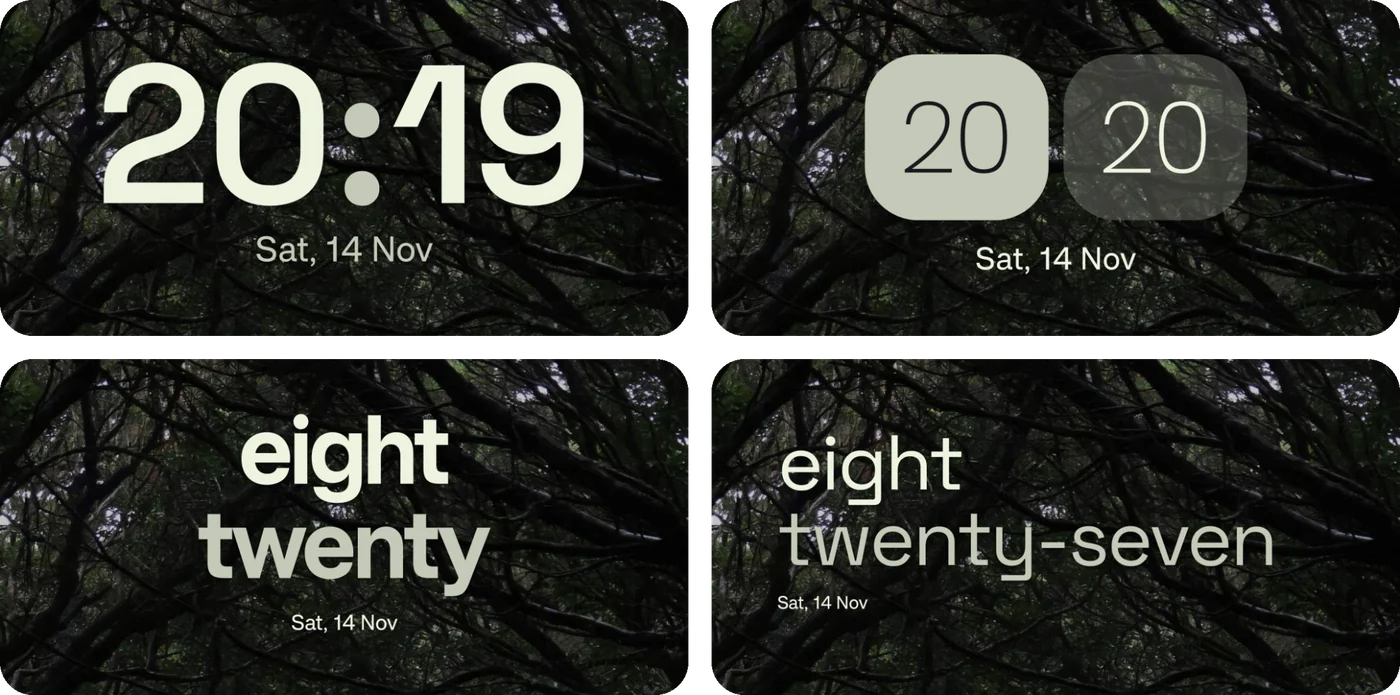 20:19
Sat, 14 Nov
20 20
Sat, 14 Nov
eight
twenty
Sat, 14 Nov
eight
twenty-seven
Sat, 14 Nov